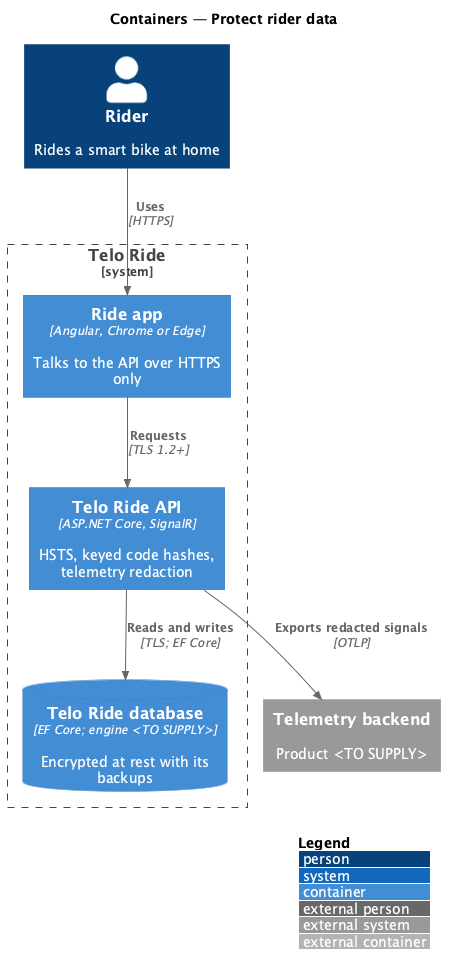 Containers — Protect rider data
Rider
Rides a smart bike at home
Uses
[HTTPS]
Telo Ride
[system]
Ride app
[Angular, Chrome or Edge]
Talks to the API over HTTPS
only
Requests
[TLS 1.2+]
Telo Ride API
[ASP.NET Core, SignalR]
HSTS, keyed code hashes,
telemetry redaction
Reads and writes
[TLS; EF Core]
Exports redacted signals
[OTLP]
Telo Ride database
[EF Core; engine <TO SUPPLY>]
Encrypted at rest with its
backups
Telemetry backend
Product <TO SUPPLY>
Legend
person
system
container
external person
external system
external container